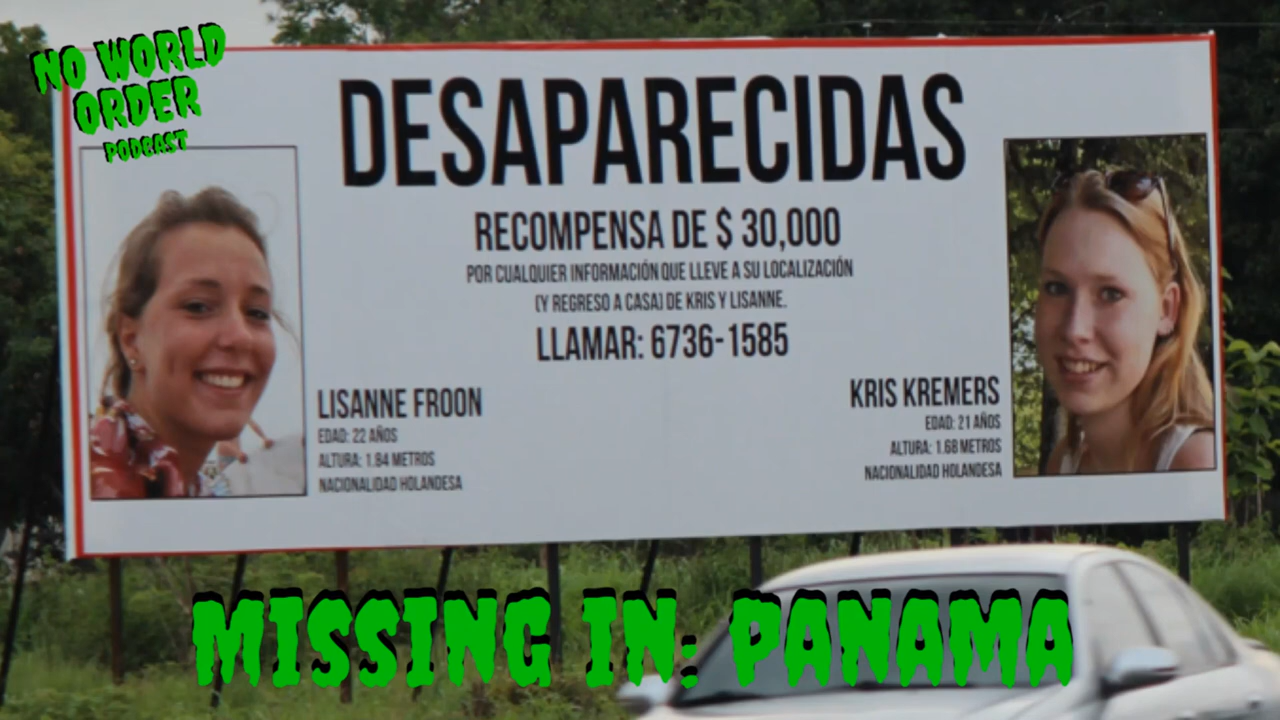 NO WORLD
ORDER
PODCAST
DESAPARECIDAS
RECOMPENSA DE $ 30,000
POR CUALQUIER INFORMACIÓN QUE LLEVE A SU LOCALIZACIÓN
(Y REGRESO A CASA) DE KRIS Y LISANNE.
LLAMAR: 6736-1585
LISANNE FROON
EDAD: 22 AÑOS
ALTURA: 1.84 METROS
NACIONALIDAD HOLANDESA
KRIS KREMERS
EDAD: 21 AÑOS
ALTURA: 1.68 METROS
NACIONALIDAD HOLANDESA
MISSING IN: PANAMA